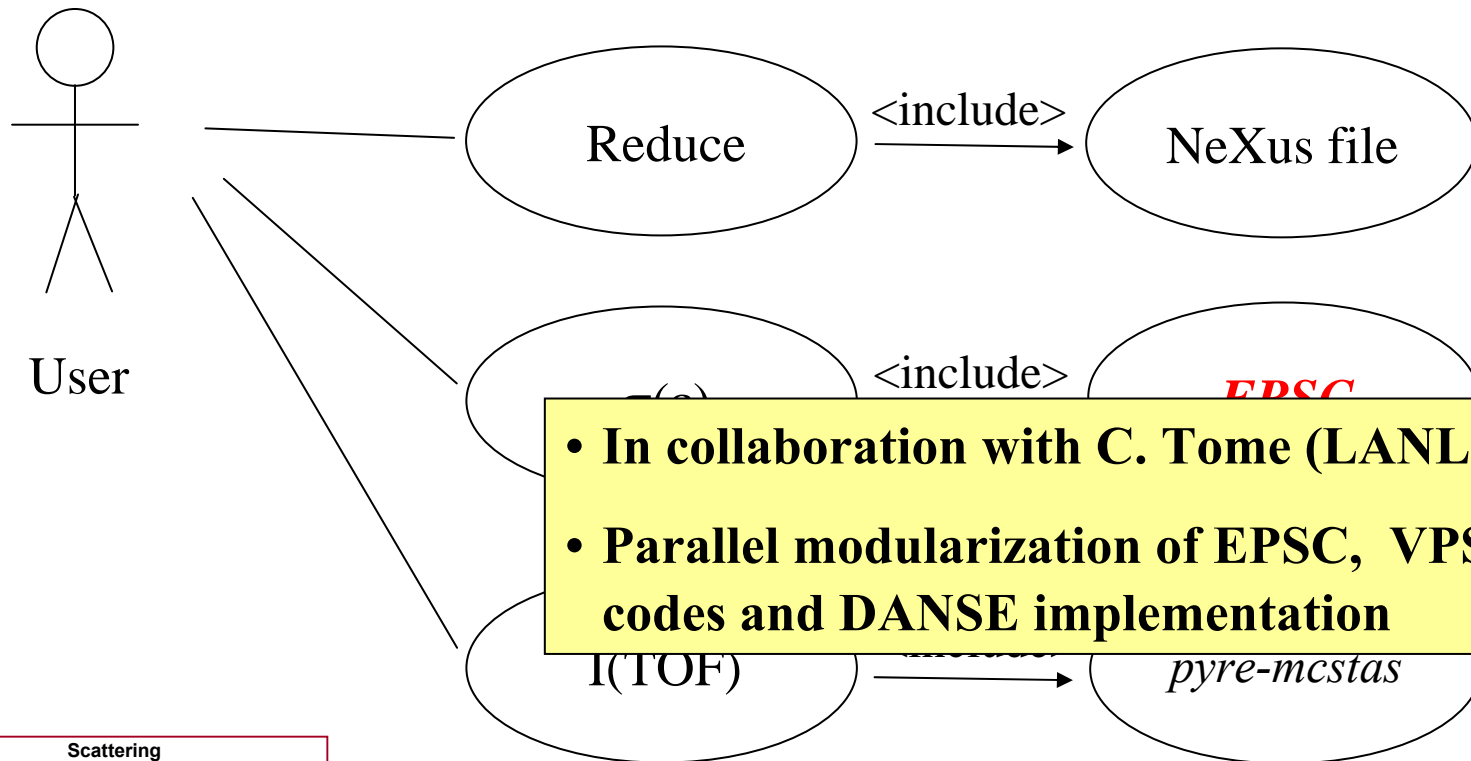 <include>
Reduce
NeXus file
User
<include>
EPSC
• In collaboration with C. Tome (LANL
• Parallel modularization of EPSC,
codes and DANSE implementation
I(TOF)
pyre-mcstas
Scattering